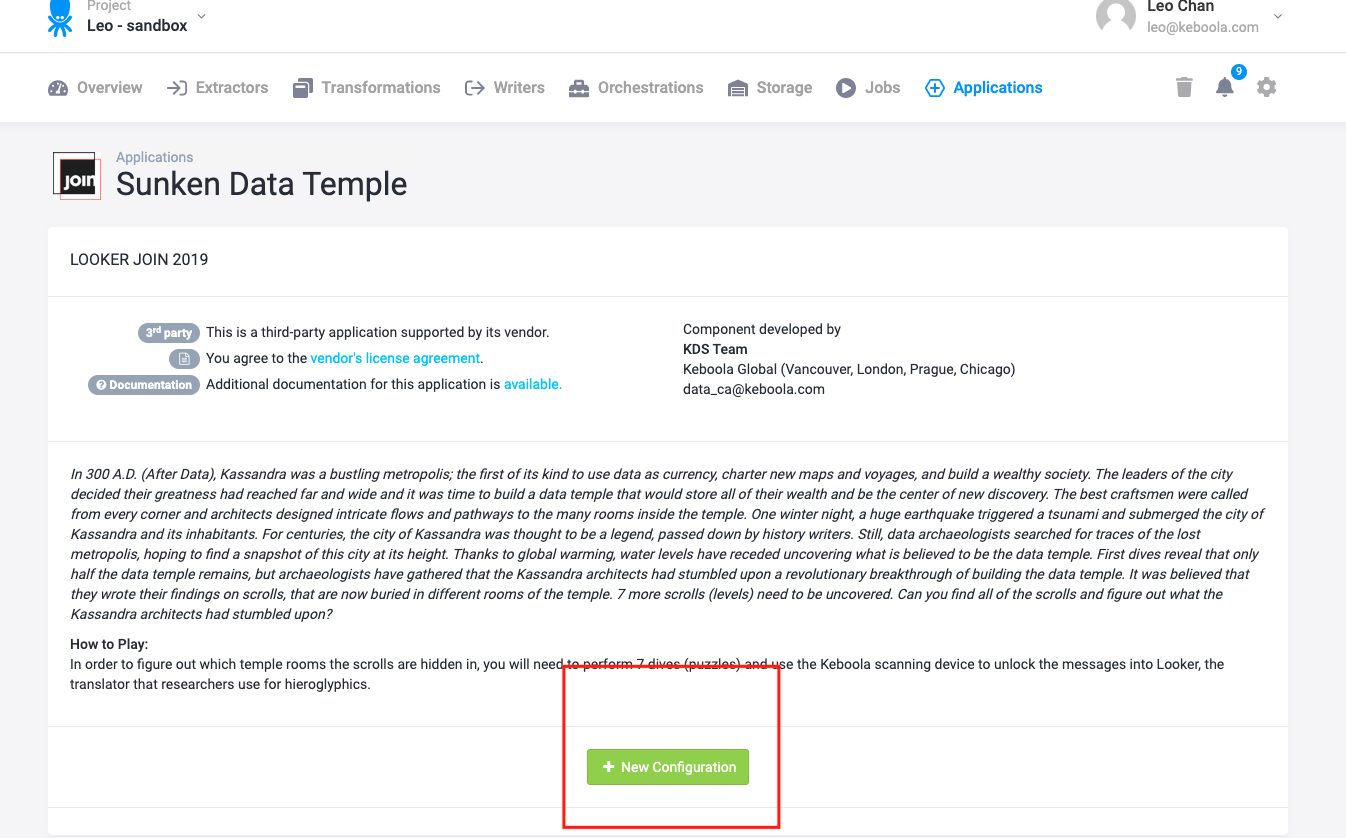 Project
Leo - sandbox
Leo Chan
leo@keboola.com
Overview
Extractors
Transformations
Writers
Orchestrations
Storage
Jobs
Applications
9
Applications
Sunken Data Temple
join
LOOKER JOIN 2019
3rd party This is a third-party application supported by its vendor.
You agree to the vendor's license agreement.
Documentation Additional documentation for this application is available.
Component developed by
KDS Team
Keboola Global (Vancouver, London, Prague, Chicago)
data_ca@keboola.com
In 300 A.D. (After Data), Kassandra was a bustling metropolis; the first of its kind to use data as currency, charter new maps and voyages, and build a wealthy society. The leaders of the city
decided their greatness had reached far and wide and it was time to build a data temple that would store all of their wealth and be the center of new discovery. The best craftsmen were called
from every corner and architects designed intricate flows and pathways to the many rooms inside the temple. One winter night, a huge earthquake triggered a tsunami and submerged the city of
Kassandra and its inhabitants. For centuries, the city of Kassandra was thought to be a legend, passed down by history writers. Still, data archaeologists searched for traces of the lost
metropolis, hoping to find a snapshot of this city at its height. Thanks to global warming, water levels have receded uncovering what is believed to be the data temple. First dives reveal that only
half the data temple remains, but archaeologists have gathered that the Kassandra architects had stumbled upon a revolutionary breakthrough of building the data temple. It was believed that
they wrote their findings on scrolls, that are now buried in different rooms of the temple. 7 more scrolls (levels) need to be uncovered. Can you find all of the scrolls and figure out what the
Kassandra architects had stumbled upon?
How to Play:
In order to figure out which temple rooms the scrolls are hidden in, you will need to perform 7 dives (puzzles) and use the Keboola scanning device to unlock the messages into Looker, the
translator that researchers use for hieroglyphics.
+ New Configuration